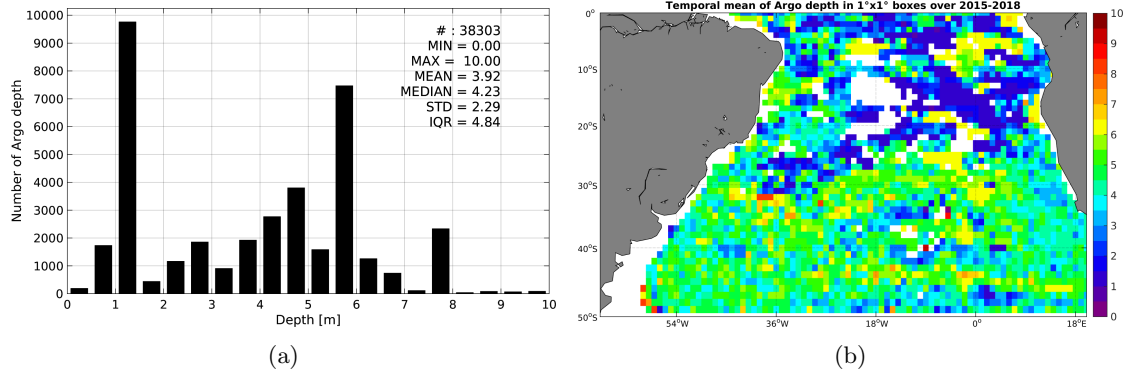 Temporal mean of Argo depth in 1°x1° boxes over 2015-2018
# : 38303
MIN = 0.00
MAX = 10.00
MEAN = 3.92
MEDIAN = 4.23
STD = 2.29
IQR = 4.84
Number of Argo depth
10000
9000
8000
7000
6000
5000
4000
3000
2000
1000
0
0 1 2 3 4 5 6 7 8 9 10
Depth [m]
(a)
0°
10°S
20°S
30°S
40°S
50°S
54°W 36°W 18°W 0° 18°E
10
9
8
7
6
5
4
3
2
1
0
(b)